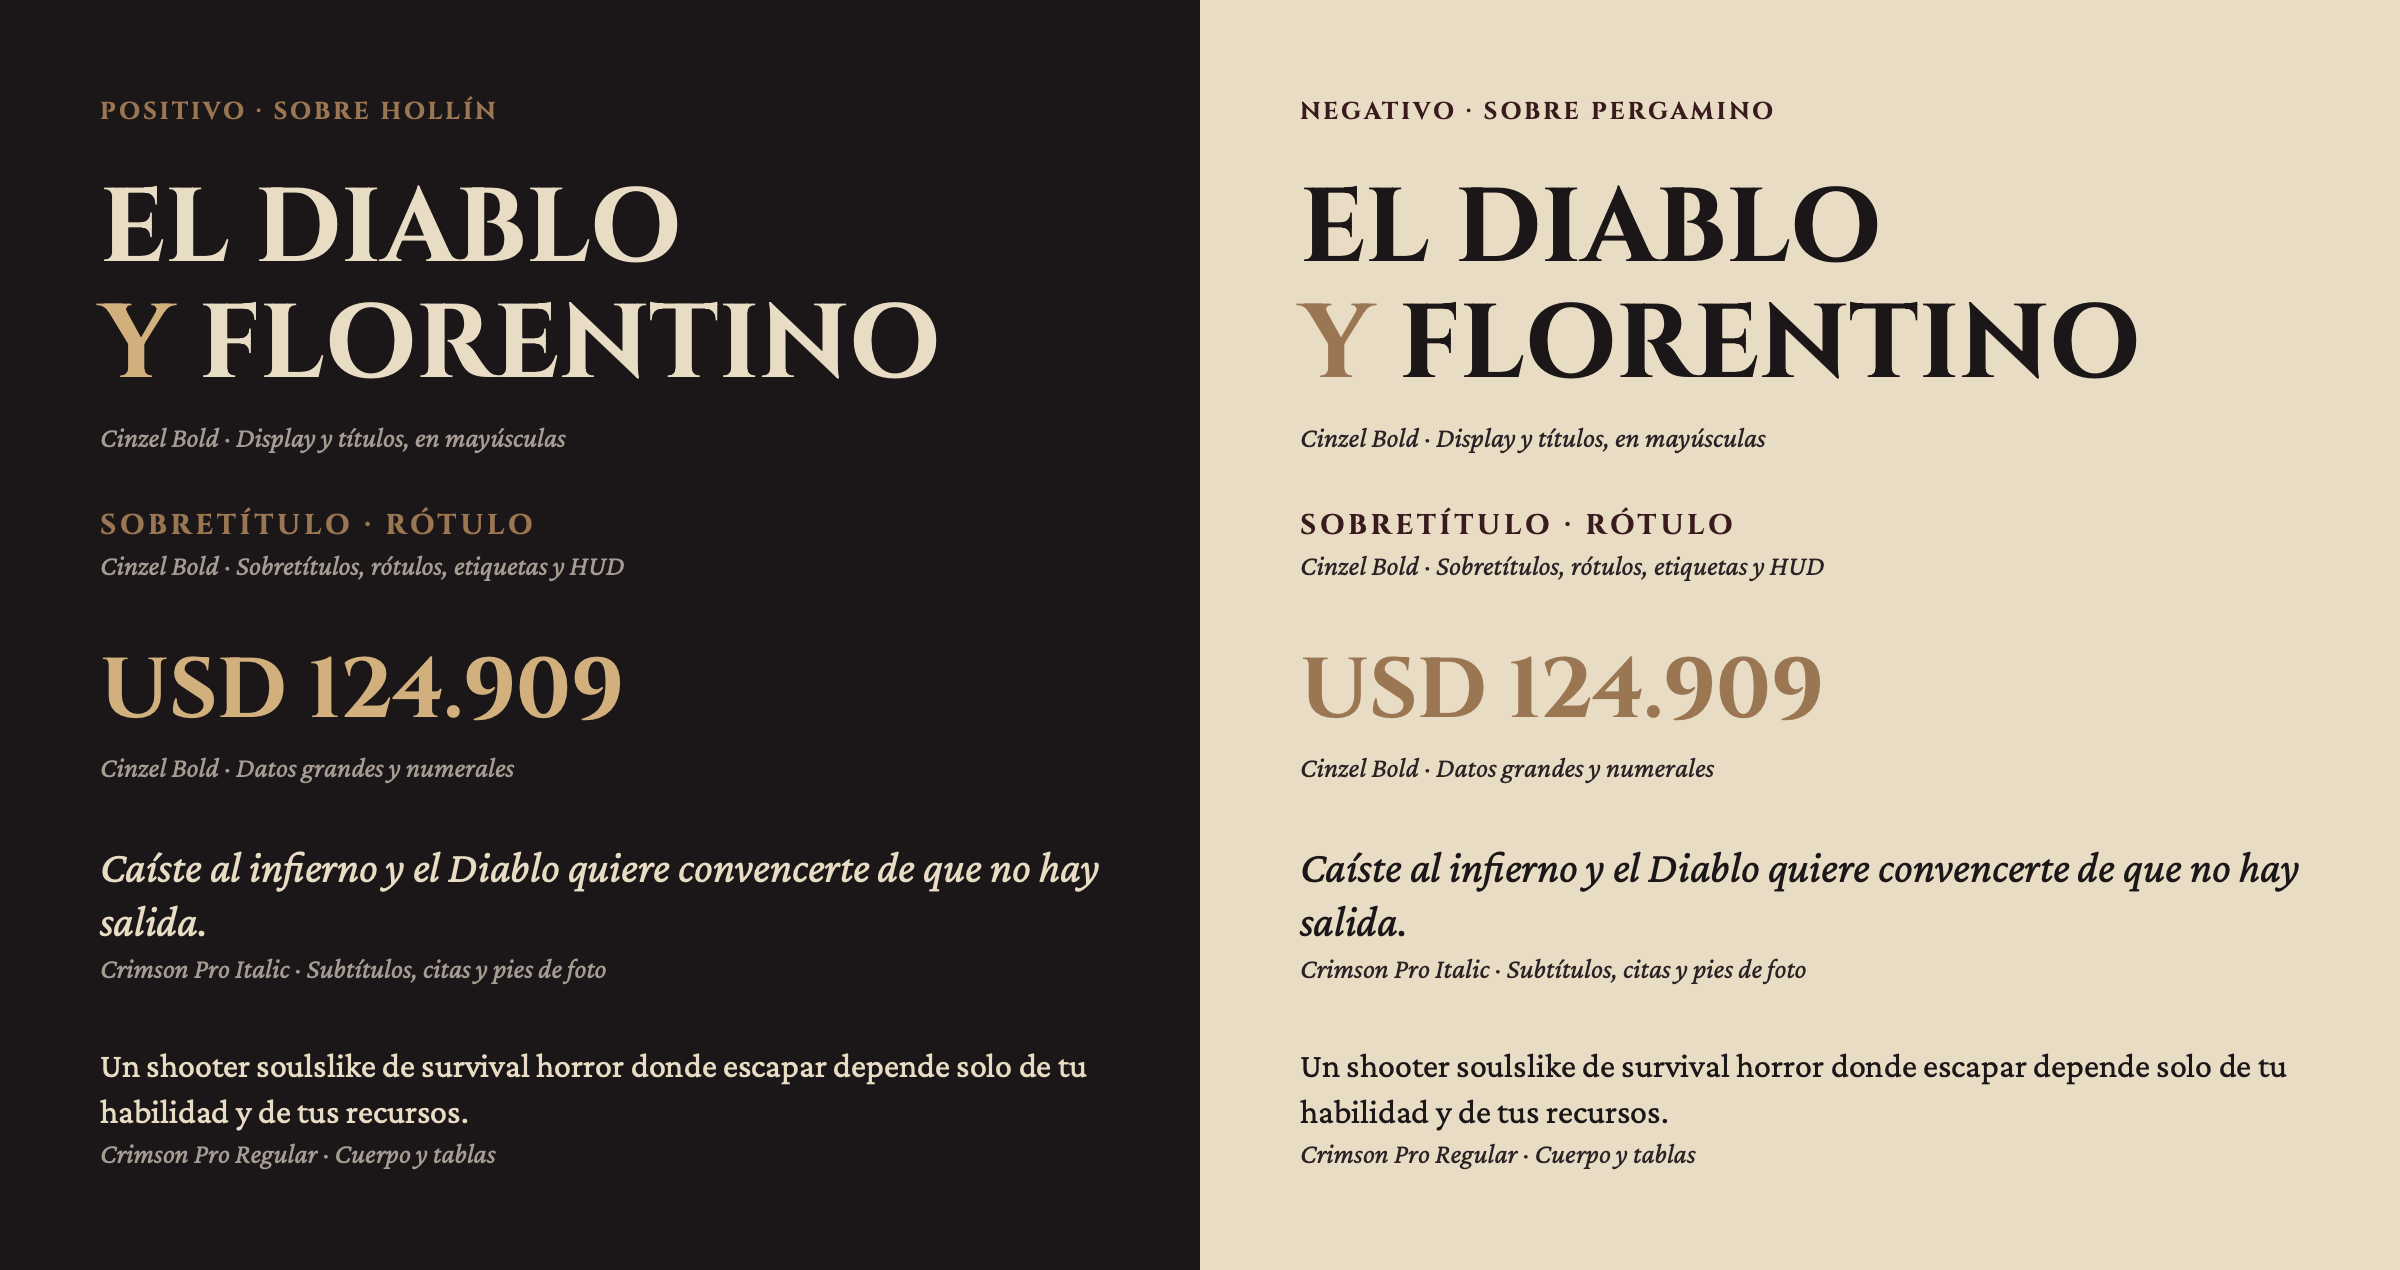 POSITIVO · SOBRE HOLLÍN
EL DIABLO
Y FLORENTINO
Cinzel Bold · Display y títulos, en mayúsculas
SOBRETÍTULO · RÓTULO
Cinzel Bold · Sobretítulos, rótulos, etiquetas y HUD
USD 124.909
Cinzel Bold · Datos grandes y numerales
Caíste al infierno y el Diablo quiere convencerte de que no hay
salida.
Crimson Pro Italic · Subtítulos, citas y pies de foto
Un shooter soulslike de survival horror donde escapar depende solo de tu
habilidad y de tus recursos.
Crimson Pro Regular · Cuerpo y tablas
NEGATIVO · SOBRE PERGAMINO
EL DIABLO
Y FLORENTINO
Cinzel Bold · Display y títulos, en mayúsculas
SOBRETÍTULO · RÓTULO
Cinzel Bold · Sobretítulos, rótulos, etiquetas y HUD
USD 124.909
Cinzel Bold · Datos grandes y numerales
Caíste al infierno y el Diablo quiere convencerte de que no hay
salida.
Crimson Pro Italic · Subtítulos, citas y pies de foto
Un shooter soulslike de survival horror donde escapar depende solo de tu
habilidad y de tus recursos.
Crimson Pro Regular · Cuerpo y tablas